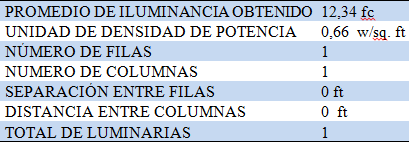 PROMEDIO DE ILUMINANCIA OBTENIDO 12,34 fc
UNIDAD DE DENSIDAD DE POTENCIA 0,66 w/sq. ft
NÚMERO DE FILAS 1
NUMERO DE COLUMNAS 1
SEPARACIÓN ENTRE FILAS 0 ft
DISTANCIA ENTRE COLUMNAS 0 ft
TOTAL DE LUMINARIAS 1